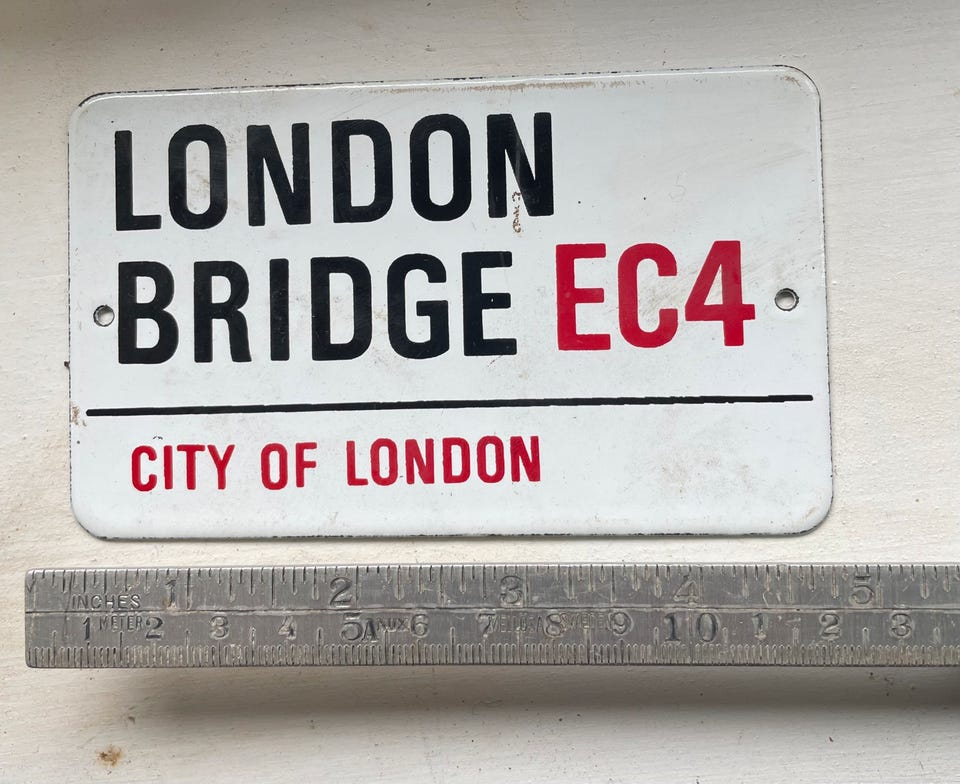 LONDON
BRIDGE EC4
CITY OF LONDON
1 2 3 4 5
INCHES
1 METER 2 3 4 5 6 7 8 9 10 1 2 3